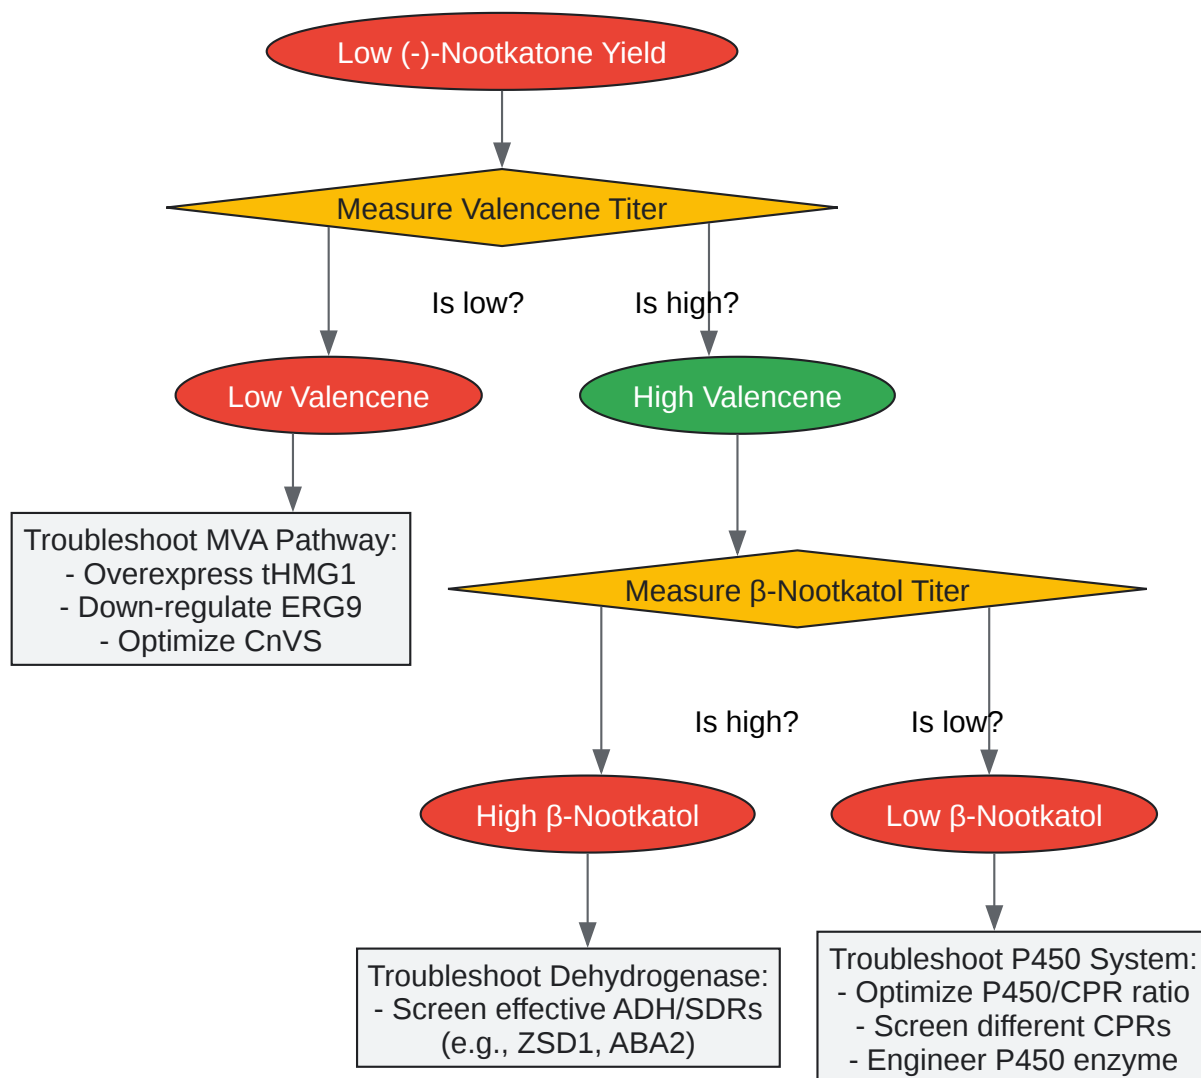 Low (-)-Nootkatone Yield
Measure Valencene Titer
Is low?
Is high?
Low Valencene
High Valencene
Troubleshoot MVA Pathway:
- Overexpress tHMG1
- Down-regulate ERG9
- Optimize CnVS
Measure β-Nootkatol Titer
Is high?
Is low?
High β-Nootkatol
Low β-Nootkatol
Troubleshoot Dehydrogenase:
- Screen effective ADH/SDRs
(e.g., ZSD1, ABA2)
Troubleshoot P450 System:
- Optimize P450/CPR ratio
- Screen different CPRs
- Engineer P450 enzyme